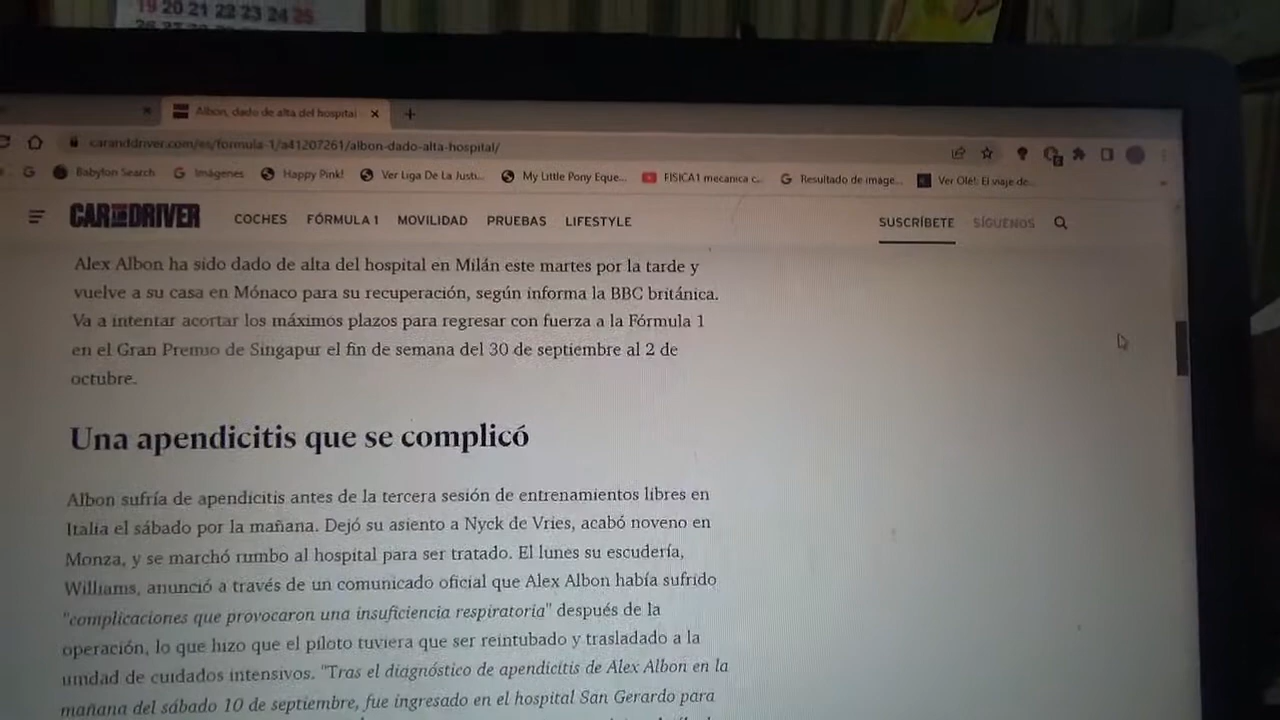 19 20 21 22 23 24 25
Albon, dado de alta del hospital
caranddriver.com/es/formula-1/a41207261/albon-dado-alta-hospital/
Babylon Search Imágenes Happy Pink! Ver Liga De La Justi... My Little Pony Eque... FISICA1 mecanica c... Resultado de image... Ver Olé!: El viaje de...
CAR AND DRIVER COCHES FÓRMULA 1 MOVILIDAD PRUEBAS LIFESTYLE SUSCRÍBETE SÍGUENOS
Alex Albon ha sido dado de alta del hospital en Milán este martes por la tarde y
vuelve a su casa en Mónaco para su recuperación, según informa la BBC británica.
Va a intentar acortar los máximos plazos para regresar con fuerza a la Fórmula 1
en el Gran Premio de Singapur el fin de semana del 30 de septiembre al 2 de
octubre.
Una apendicitis que se complicó
Albon sufría de apendicitis antes de la tercera sesión de entrenamientos libres en
Italia el sábado por la mañana. Dejó su asiento a Nyck de Vries, acabó noveno en
Monza, y se marchó rumbo al hospital para ser tratado. El lunes su escudería,
Williams, anunció a través de un comunicado oficial que Alex Albon había sufrido
"complicaciones que provocaron una insuficiencia respiratoria" después de la
operación, lo que hizo que el piloto tuviera que ser reintubado y trasladado a la
unidad de cuidados intensivos. "Tras el diagnóstico de apendicitis de Alex Albon en la
mañana del sábado 10 de septiembre, fue ingresado en el hospital San Gerardo para